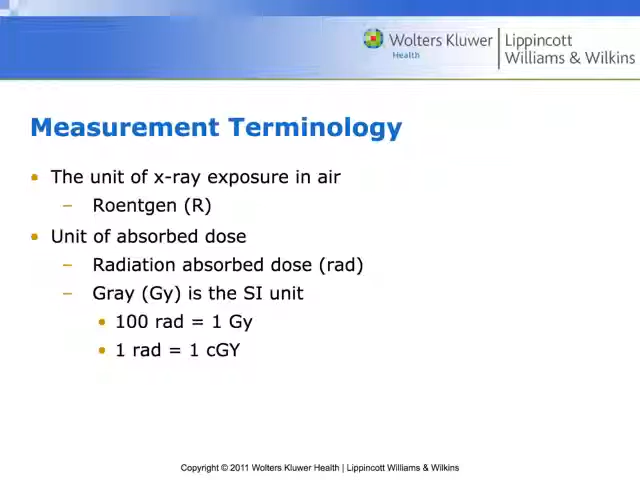 Wolters Kluwer
Health
Lippincott
Williams & Wilkins
Measurement Terminology
• The unit of x-ray exposure in air
– Roentgen (R)
• Unit of absorbed dose
– Radiation absorbed dose (rad)
– Gray (Gy) is the SI unit
• 100 rad = 1 Gy
• 1 rad = 1 cGY
Copyright © 2011 Wolters Kluwer Health | Lippincott Williams & Wilkins